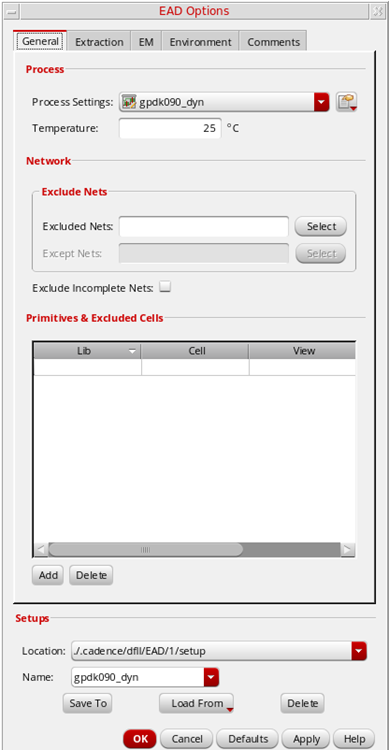 EAD Options
General Extraction EM Environment Comments
Process
Process Settings: gpdk090_dyn
Temperature: 25 °C
Network
Exclude Nets
Excluded Nets: Select
Except Nets: Select
Exclude Incomplete Nets:
Primitives & Excluded Cells
Lib Cell View
Add Delete
Setups
Location: ./.cadence/dfII/EAD/1/setup
Name: gpdk090_dyn
Save To Load From Delete
OK Cancel Defaults Apply Help